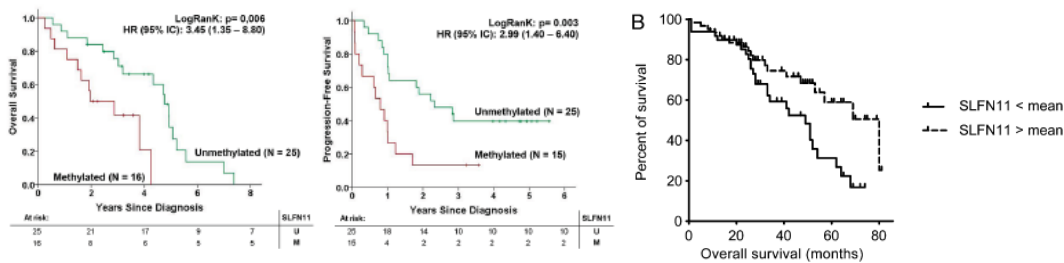 LogRanK: p= 0,006
HR (95% IC): 3.45 (1.35 – 8.80)
Overall Survival
1.0
0.8
0.6
0.4
0.2
0.0
Unmethylated (N = 25)
Methylated (N = 16)
0 2 4 6 8
Years Since Diagnosis
At risk:
25 21 17 9 7
16 8 6 5 5
SLFN11
U
M
LogRank: p= 0.003
HR (95% IC): 2.99 (1.40 – 6.40)
Progression-Free Survival
1.0
0.8
0.6
0.4
0.2
0.0
Unmethylated (N = 25)
Methylated (N = 15)
0 1 2 3 4 5 6
Years Since Diagnosis
At risk:
25 18 14 10 10 10 10
15 4 2 2 2 2 2
SLFN11
U
M
B
Percent of survival
100
80
60
40
20
0
0 20 40 60 80
Overall survival (months)
SLFN11 < mean
SLFN11 > mean